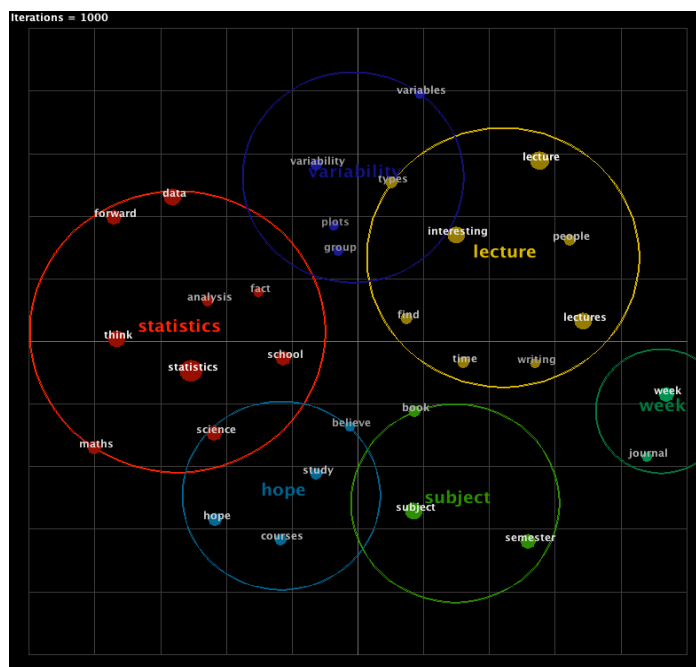 Iterations = 1000
variables
lecture
variability
variability
types
data
forward
plots
interesting
people
group
lecture
fact
analysis
find
lectures
statistics
think
school
time
writing
statistics
week
week
book
believe
science
maths
journal
study
hope
subject
subject
hope
courses
semester